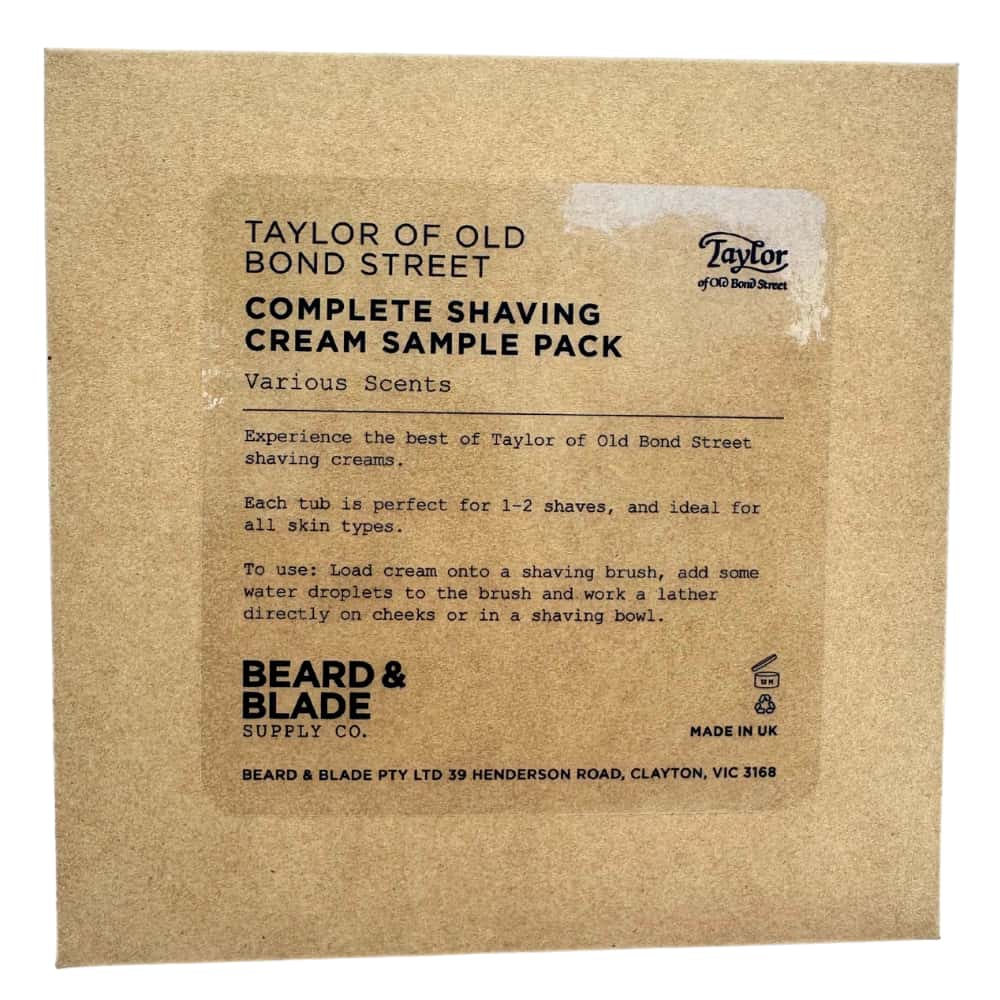 TAYLOR OF OLD
BOND STREET
Taylor
of Old Bond Street
COMPLETE SHAVING
CREAM SAMPLE PACK
Various Scents
Experience the best of Taylor of Old Bond Street
shaving creams.
Each tub is perfect for 1-2 shaves, and ideal for
all skin types.
To use: Load cream onto a shaving brush, add some
water droplets to the brush and work a lather
directly on cheeks or in a shaving bowl.
BEARD &
BLADE
SUPPLY CO.
12 M
MADE IN UK
BEARD & BLADE PTY LTD 39 HENDERSON ROAD, CLAYTON, VIC 3168